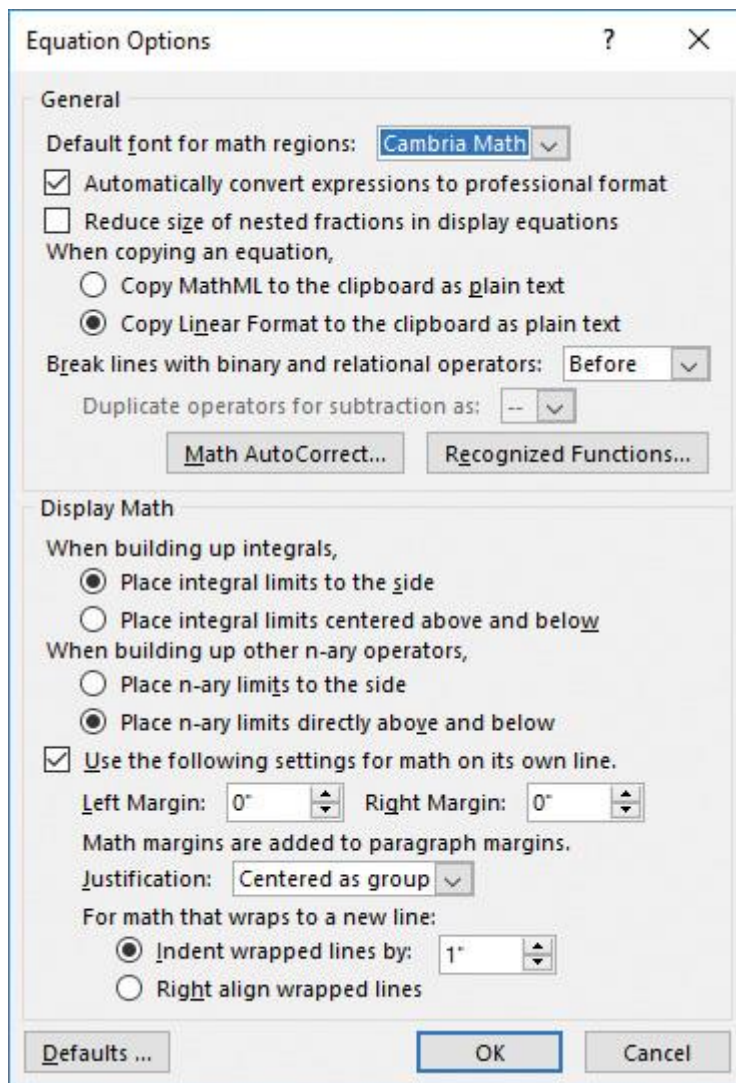 Equation Options ?
General
Default font for math regions: Cambria Math
Automatically convert expressions to professional format
Reduce size of nested fractions in display equations
When copying an equation,
Copy MathML to the clipboard as plain text
Copy Linear Format to the clipboard as plain text
Break lines with binary and relational operators: Before
Duplicate operators for subtraction as: --
Math AutoCorrect... Recognized Functions...
Display Math
When building up integrals,
Place integral limits to the side
Place integral limits centered above and below
When building up other n-ary operators,
Place n-ary limits to the side
Place n-ary limits directly above and below
Use the following settings for math on its own line.
Left Margin: 0" Right Margin: 0"
Math margins are added to paragraph margins.
Justification: Centered as group
For math that wraps to a new line:
Indent wrapped lines by: 1"
Right align wrapped lines
Defaults ... OK Cancel